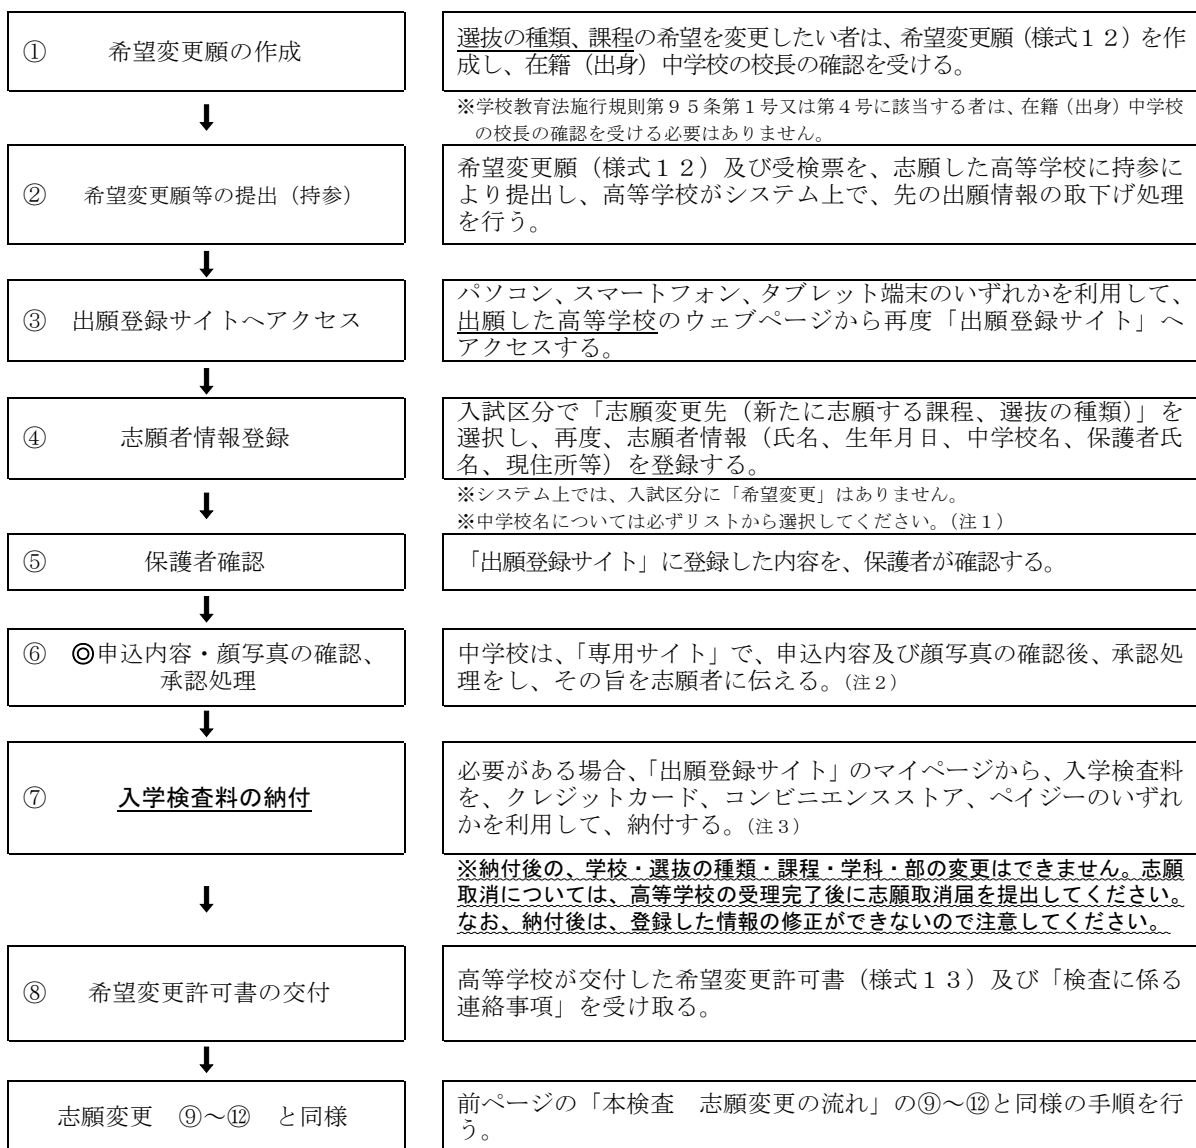 ① 希望変更願の作成
選抜の種類、課程の希望を変更したい者は、希望変更願(様式12)を作
成し、在籍(出身)中学校の校長の確認を受ける。
※学校教育法施行規則第95条第1号又は第4号に該当する者は、在籍(出身)中学校
の校長の確認を受ける必要はありません。
② 希望変更願等の提出(持参)
希望変更願(様式12)及び受検票を、志願した高等学校に持参に
より提出し、高等学校がシステム上で、先の出願情報の取下げ処理
を行う。
③ 出願登録サイトへアクセス
パソコン、スマートフォン、タブレット端末のいずれかを利用して、
出願した高等学校のウェブページから再度「出願登録サイト」へ
アクセスする。
④ 志願者情報登録
入試区分で「志願変更先(新たに志願する課程、選抜の種類)」を
選択し、再度、志願者情報(氏名、生年月日、中学校名、保護者氏
名、現住所等)を登録する。
※システム上では、入試区分に「希望変更」はありません。
※中学校名については必ずリストから選択してください。(注1)
⑤ 保護者確認
「出願登録サイト」に登録した内容を、保護者が確認する。
⑥ ◎申込内容・顔写真の確認、
承認処理
中学校は、「専用サイト」で、申込内容及び顔写真の確認後、承認処
理をし、その旨を志願者に伝える。(注2)
⑦ 入学検査料の納付
必要がある場合、「出願登録サイト」のマイページから、入学検査料
を、クレジットカード、コンビニエンスストア、ペイジーのいずれ
かを利用して、納付する。(注3)
※納付後の、学校・選抜の種類・課程・学科・部の変更はできません。志願
取消については、高等学校の受理完了後に志願取消届を提出してください。
なお、納付後は、登録した情報の修正ができないので注意してください。
⑧ 希望変更許可書の交付
高等学校が交付した希望変更許可書(様式13)及び「検査に係る
連絡事項」を受け取る。
志願変更 ⑨~⑫ と同様
前ページの「本検査 志願変更の流れ」の⑨~⑫と同様の手順を行
う。